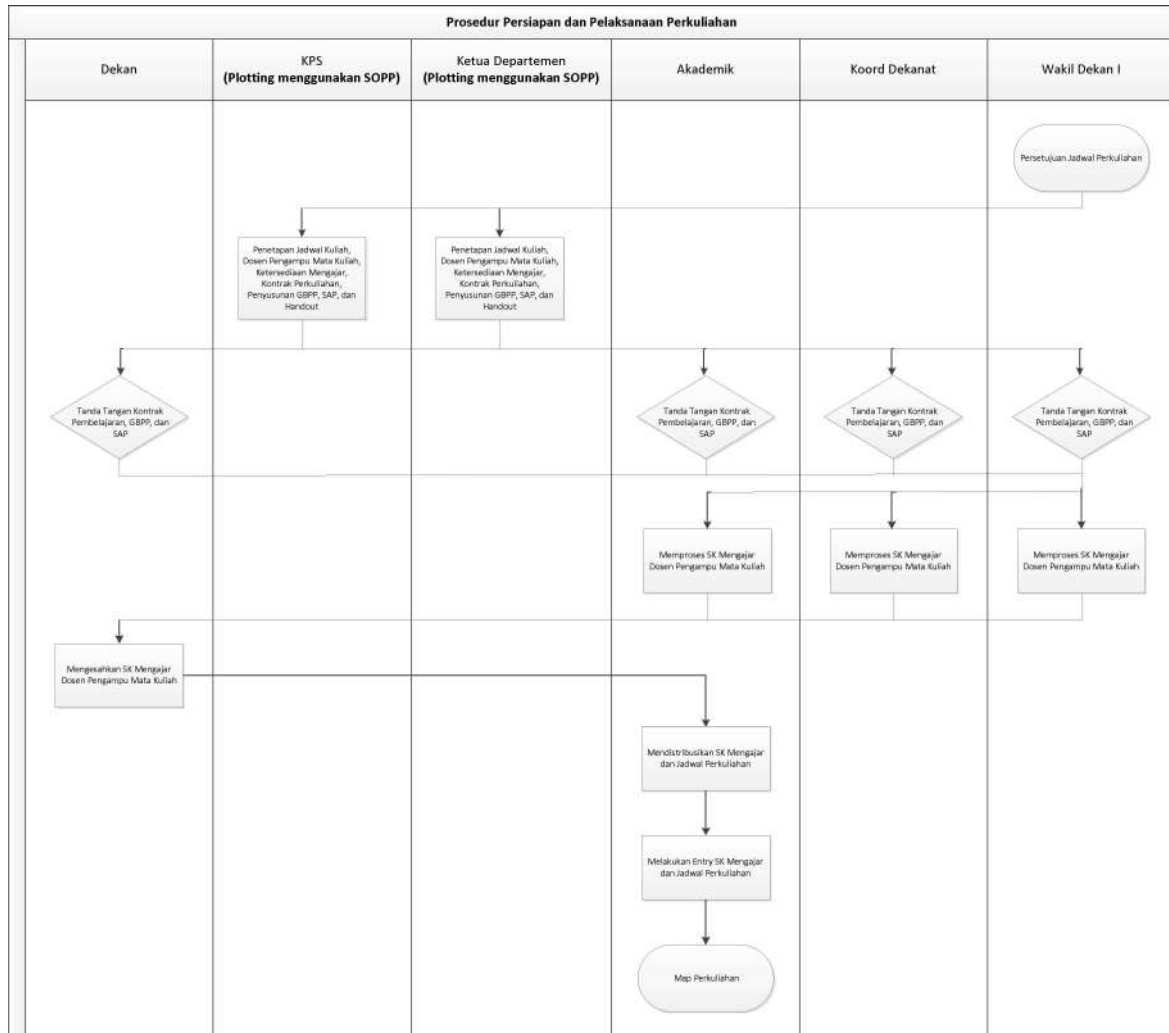 Prosedur Persiapan dan Pelaksanaan Perkuliahan
Dekan
KPS
(Plotting menggunakan SOPP)
Ketua Departemen
(Plotting menggunakan SOPP)
Akademik
Koord Dekanat
Wakil Dekan I
Persetujuan Jadwal Perkuliahan
Penetapan Jadwal Kuliah,
Dosen Pengampu Mata Kuliah,
Ketersediaan Mengajar,
Kontrak Perkuliahan,
Penyusunan GBPP, SAP, dan
Handout
Penetapan Jadwal Kuliah,
Dosen Pengampu Mata Kuliah,
Ketersediaan Mengajar,
Kontrak Perkuliahan,
Penyusunan GBPP, SAP, dan
Handout
Tanda Tangan Kontrak
Pembelajaran, GBPP, dan
SAP
Tanda Tangan Kontrak
Pembelajaran, GBPP, dan
SAP
Tanda Tangan Kontrak
Pembelajaran, GBPP, dan
SAP
Tanda Tangan Kontrak
Pembelajaran, GBPP, dan
SAP
Memproses SK Mengajar
Dosen Pengampu Mata Kuliah
Memproses SK Mengajar
Dosen Pengampu Mata Kuliah
Memproses SK Mengajar
Dosen Pengampu Mata Kuliah
Mengesahkan SK Mengajar
Dosen Pengampu Mata Kuliah
Mendistribusikan SK Mengajar
dan Jadwal Perkuliahan
Melakukan Entry SK Mengajar
dan Jadwal Perkuliahan
Map Perkuliahan